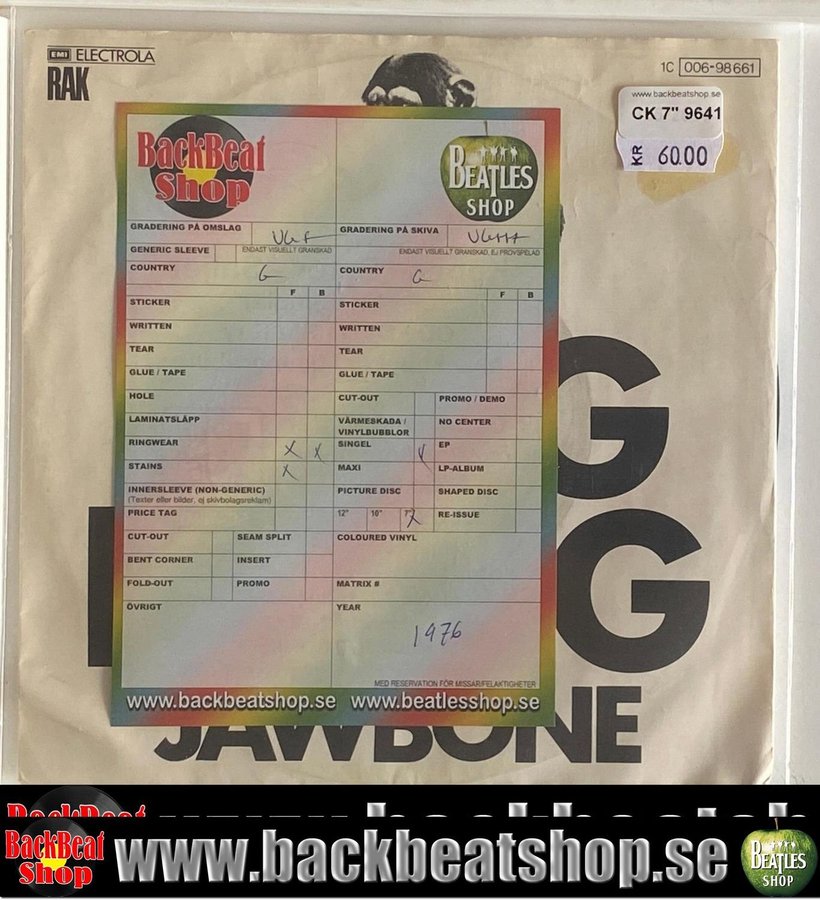 EMI ELECTROLA
RAK
1C 006-98661
www.backbeatshop.se
CK 7" 9641
KR 60.00
BackBeat
Shop
BEATLES
SHOP
GRADERING PÅ OMSLAG
GRADERING PÅ SKIVA
GENERIC SLEEVE
ENDAST VISUELLT GRANSKAD
ENDAST VISUELLT GRANSKAD, EJ PROVSPELAD
COUNTRY G
COUNTRY G
F B
F B
STICKER
STICKER
WRITTEN
WRITTEN
TEAR
TEAR
GLUE / TAPE
GLUE / TAPE
HOLE
CUT-OUT PROMO / DEMO
LAMINATSLÄPP
VÄRMESKADA /
VINYLBUBBLOR
NO CENTER
RINGWEAR X X
SINGEL X EP
STAINS X
MAXI LP-ALBUM
INNERSLEEVE (NON-GENERIC)
(Texter eller bilder, ej skivbolagsreklam)
PICTURE DISC SHAPED DISC
PRICE TAG
12" 10" 7" X RE-ISSUE
CUT-OUT SEAM SPLIT
COLOURED VINYL
BENT CORNER INSERT
FOLD-OUT PROMO
MATRIX #
ÖVRIGT
YEAR
1976
MED RESERVATION FÖR MISSAR/FELAKTIGHETER
www.backbeatshop.se www.beatlesshop.se
G
G
JAWBONE
BackBeat
BackBeat
Shop
www.backbeatshop.se
BEATLES
SHOP